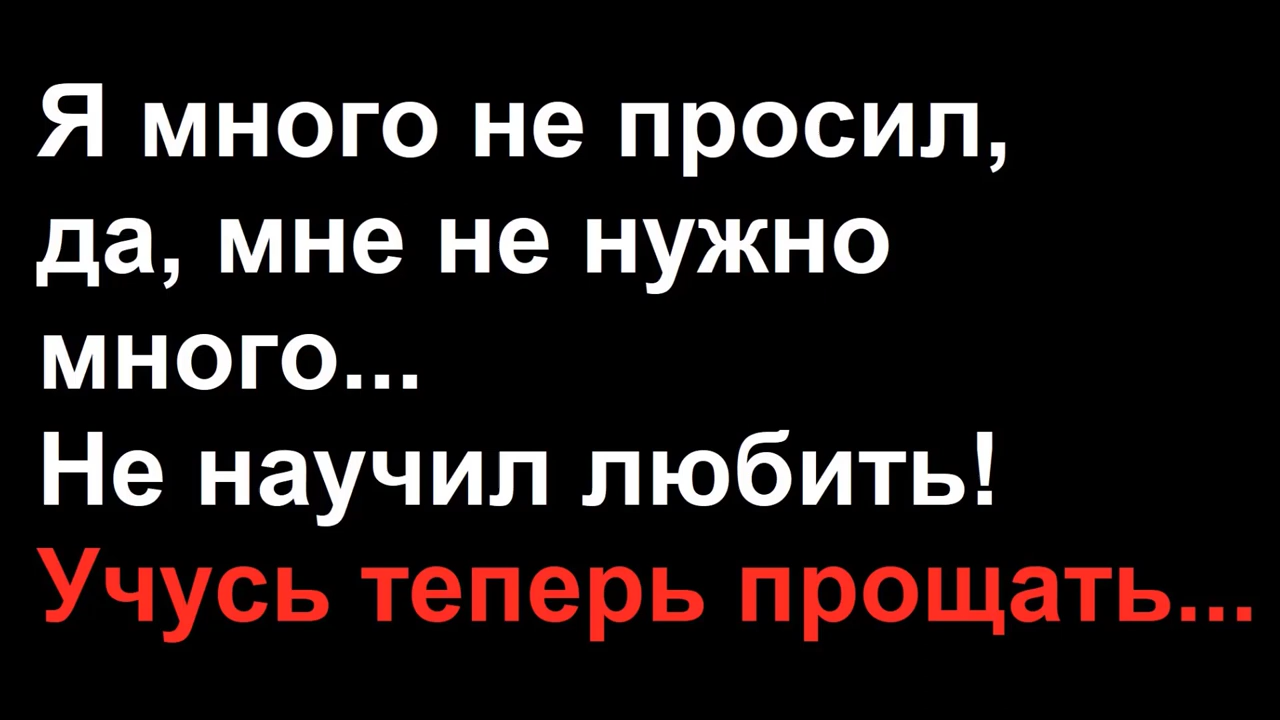 Я много не просил,
да, мне не нужно
много...
Не научил любить!
Учусь теперь прощать...